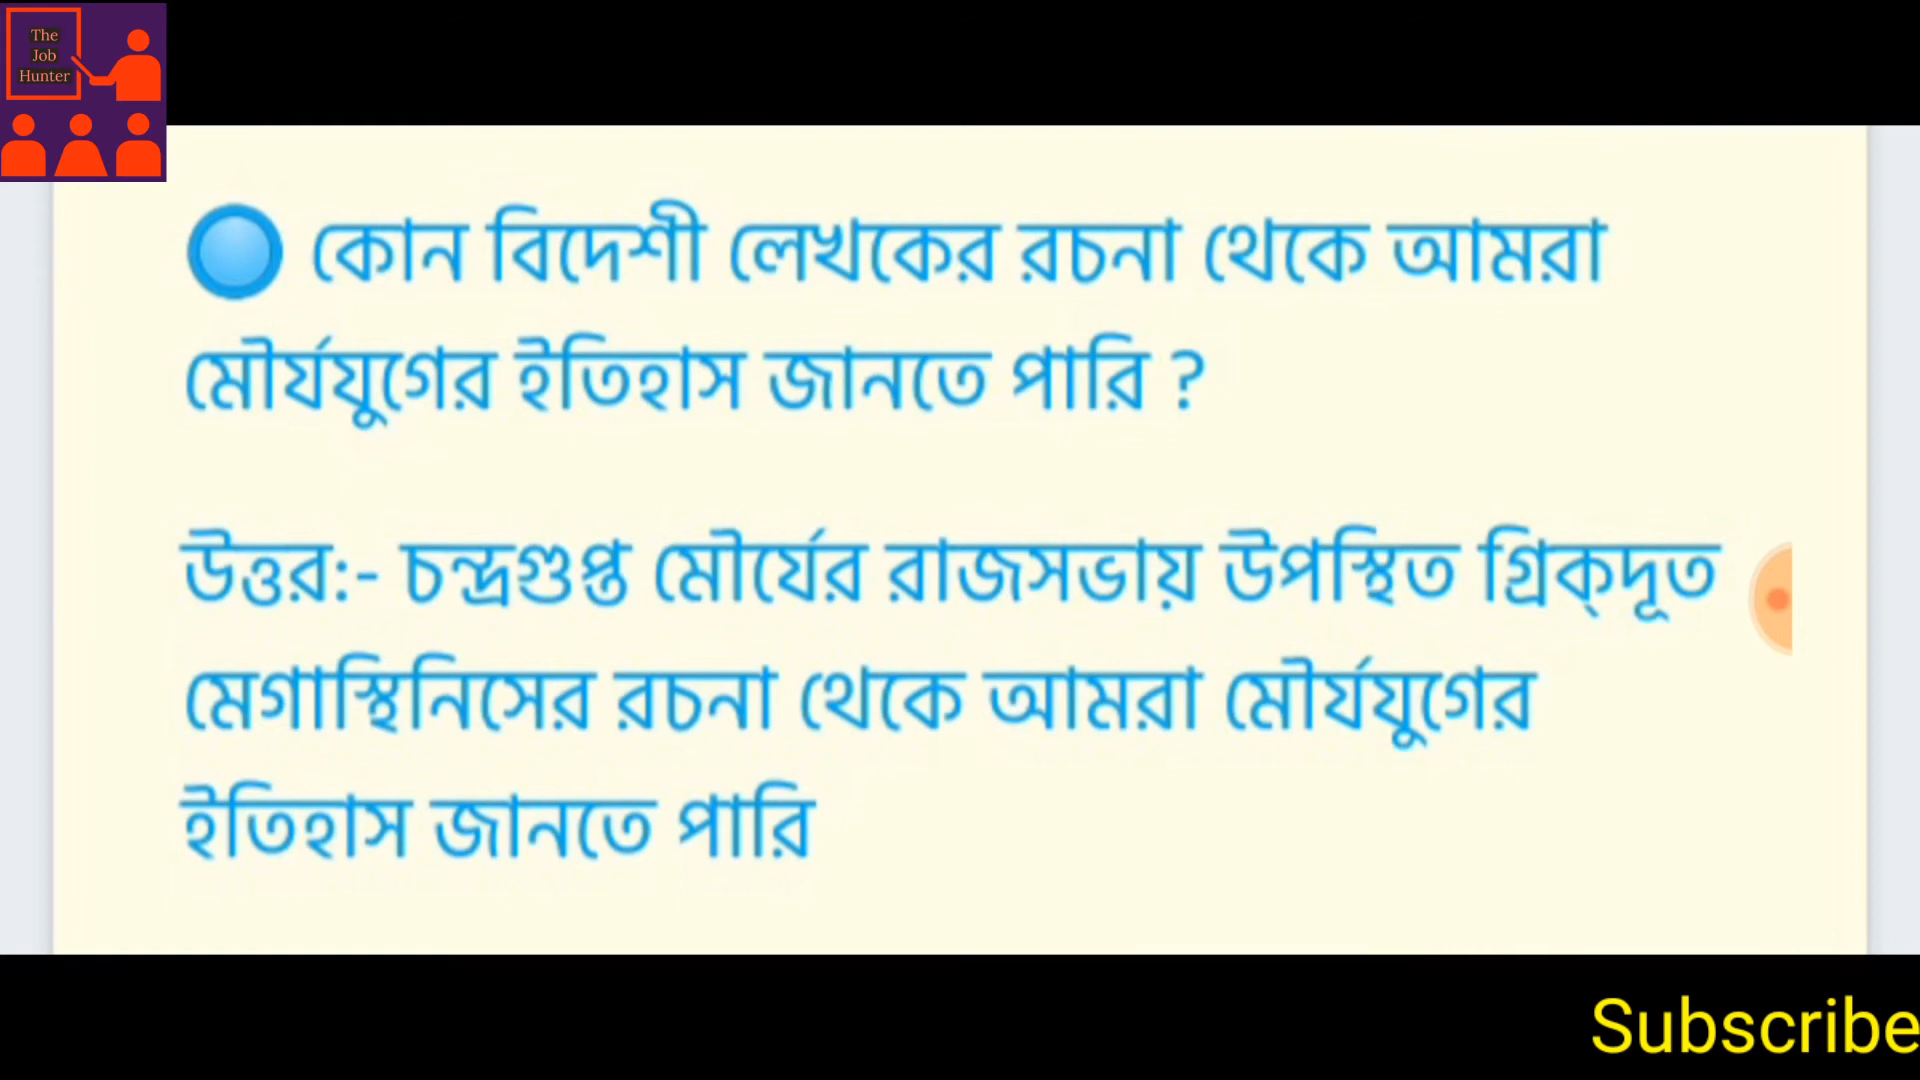 The
Job
Hunter
কোন বিদেশী লেখকের রচনা থেকে আমরা
মৌর্যযুগের ইতিহাস জানতে পারি ?
উত্তর:- চন্দ্রগুপ্ত মৌর্যের রাজসভায় উপস্থিত গ্রিক্‌দূত
মেগাস্থিনিসের রচনা থেকে আমরা মৌর্যযুগের
ইতিহাস জানতে পারি
Subscribe